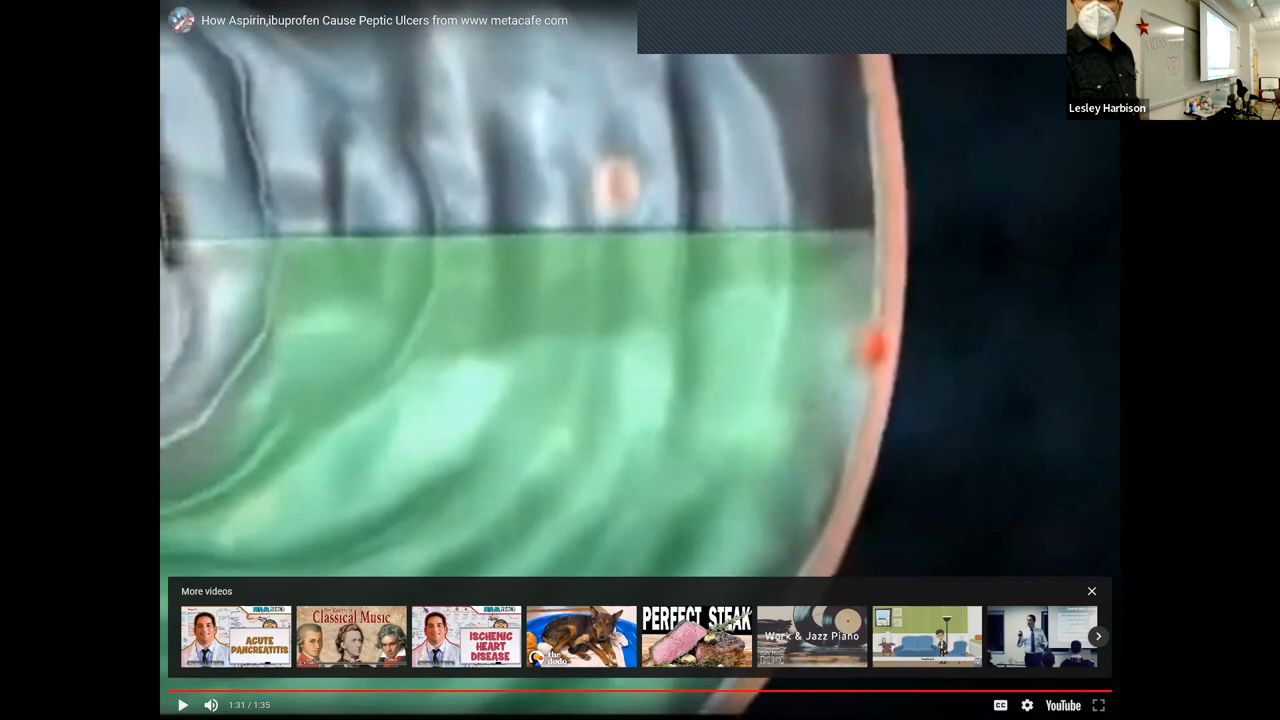 How Aspirin,ibuprofen Cause Peptic Ulcers from www metacafe com
Lesley Harbison
More videos
ACUTE
PANCREATITIS
Classical Music
ISCHEMIC
HEART
DISEASE
the
dodo
PERFECT STEAK
Work & Jazz Piano
1:31 / 1:35
CC
YouTube